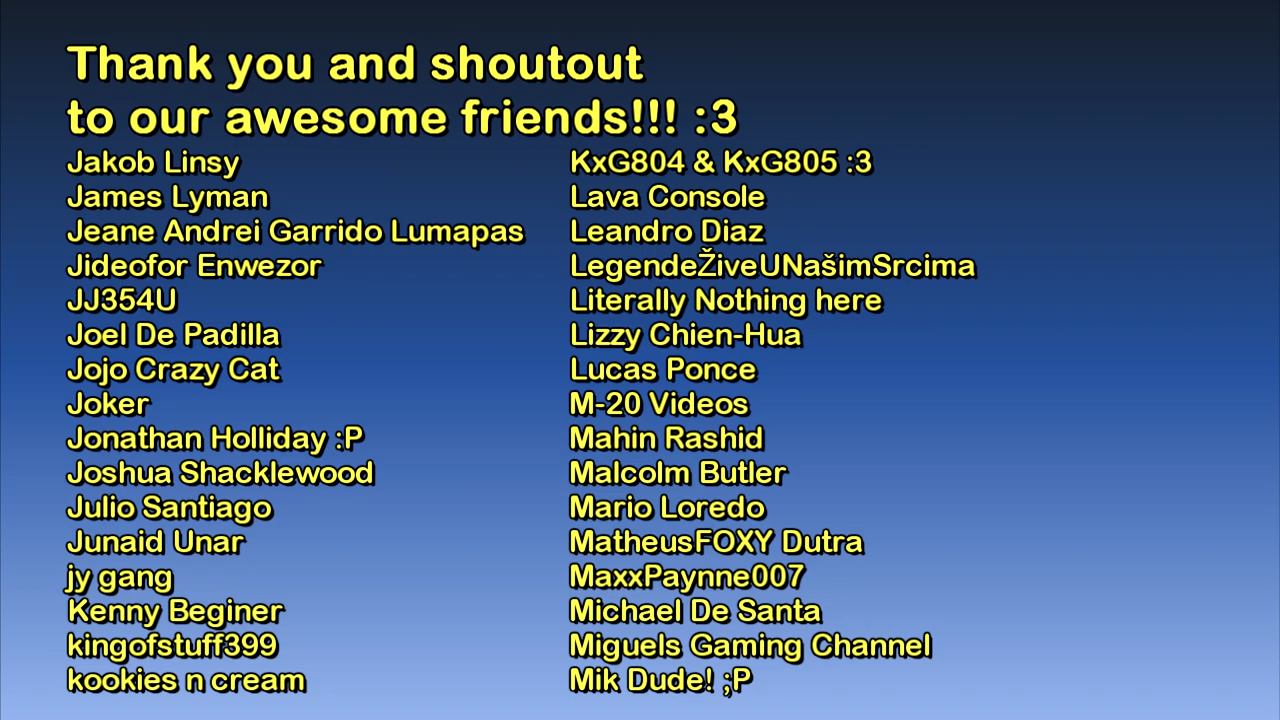 Thank you and shoutout
to our awesome friends!!! :3
Jakob Linsy
James Lyman
Jeane Andrei Garrido Lumapas
Jideofor Enwezor
JJ354U
Joel De Padilla
Jojo Crazy Cat
Joker
Jonathan Holliday :P
Joshua Shacklewood
Julio Santiago
Junaid Unar
jy gang
Kenny Beginer
kingofstuff399
kookies n cream
KxG804 & KxG805 :3
Lava Console
Leandro Diaz
LegendeŽiveUNašimSrcima
Literally Nothing here
Lizzy Chien-Hua
Lucas Ponce
M-20 Videos
Mahin Rashid
Malcolm Butler
Mario Loredo
MatheusFOXY Dutra
MaxxPaynne007
Michael De Santa
Miguels Gaming Channel
Mik Dude! ;P